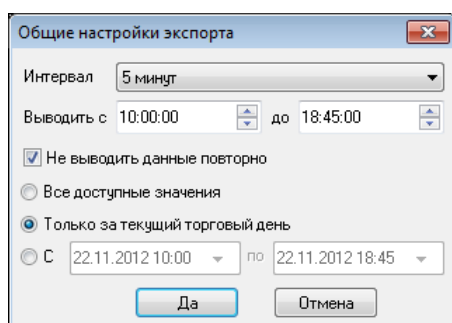 Общие настройки экспорта
Интервал 5 минут
Выводить с 10:00:00 до 18:45:00
Не выводить данные повторно
Все доступные значения
Только за текущий торговый день
С 22.11.2012 10:00 по 22.11.2012 18:45
Да Отмена